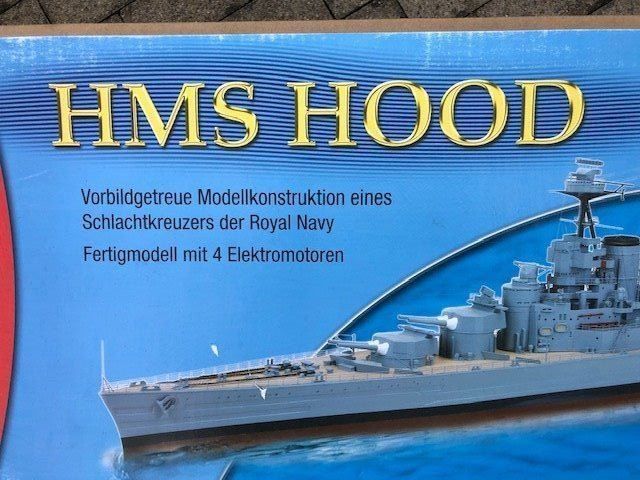 HMS HOOD
Vorbildgetreue Modellkonstruktion eines
Schlachtkreuzers der Royal Navy
Fertigmodell mit 4 Elektromotoren